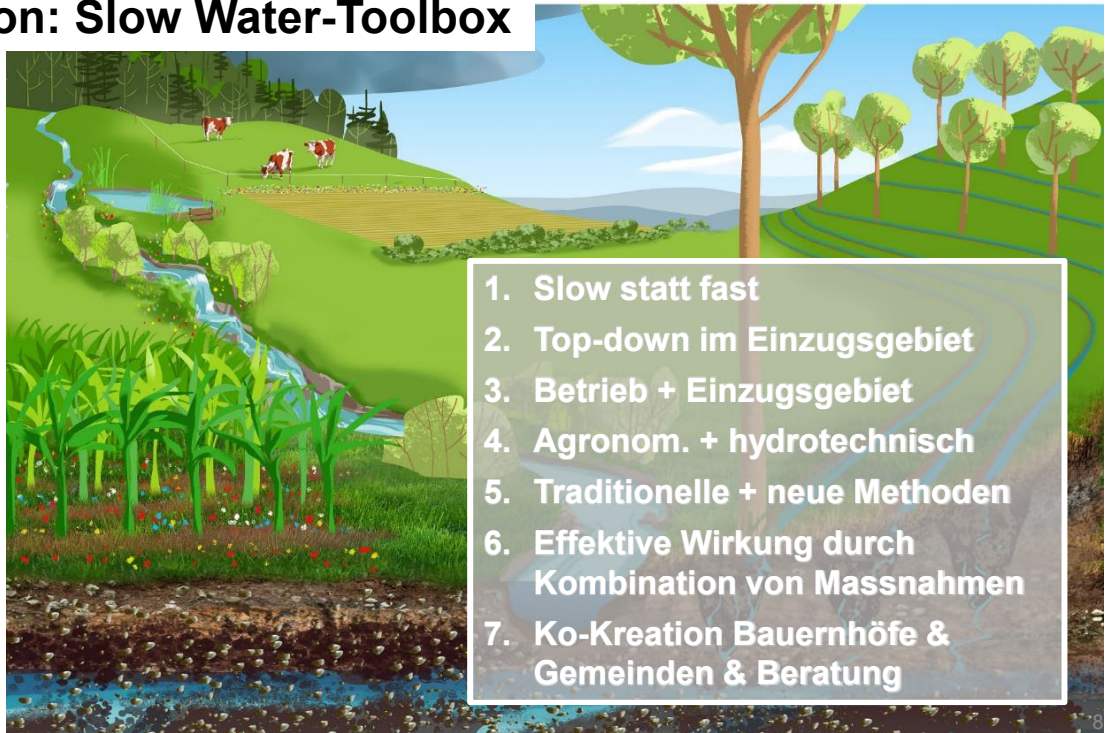 on: Slow Water-Toolbox
1. Slow statt fast
2. Top-down im Einzugsgebiet
3. Betrieb + Einzugsgebiet
4. Agronom. + hydrotechnisch
5. Traditionelle + neue Methoden
6. Effektive Wirkung durch
Kombination von Massnahmen
7. Ko-Kreation Bauernhöfe &
Gemeinden & Beratung
8